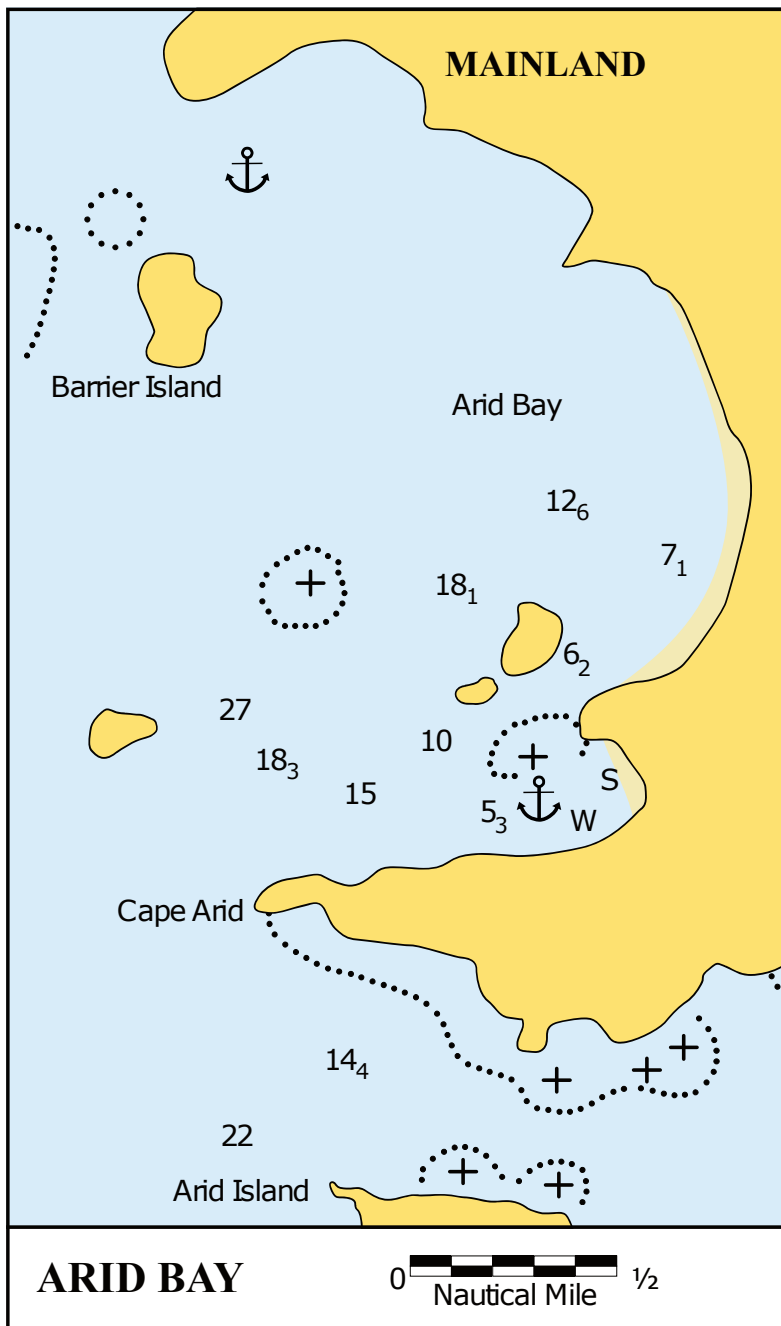 MAINLAND
Barrier Island
Arid Bay
12₆
7₁
18₁
6₂
27
10
18₃
S
15
5₃
W
Cape Arid
14₄
22
Arid Island
ARID BAY
0 ½
Nautical Mile